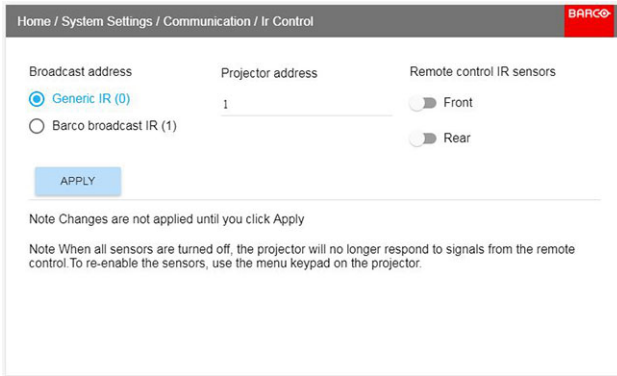 Home / System Settings / Communication / Ir Control
BARCO
Broadcast address
Projector address
Remote control IR sensors
Generic IR (0)
1
Front
Barco broadcast IR (1)
Rear
APPLY
Note Changes are not applied until you click Apply
Note When all sensors are turned off, the projector will no longer respond to signals from the remote
control.To re-enable the sensors, use the menu keypad on the projector.